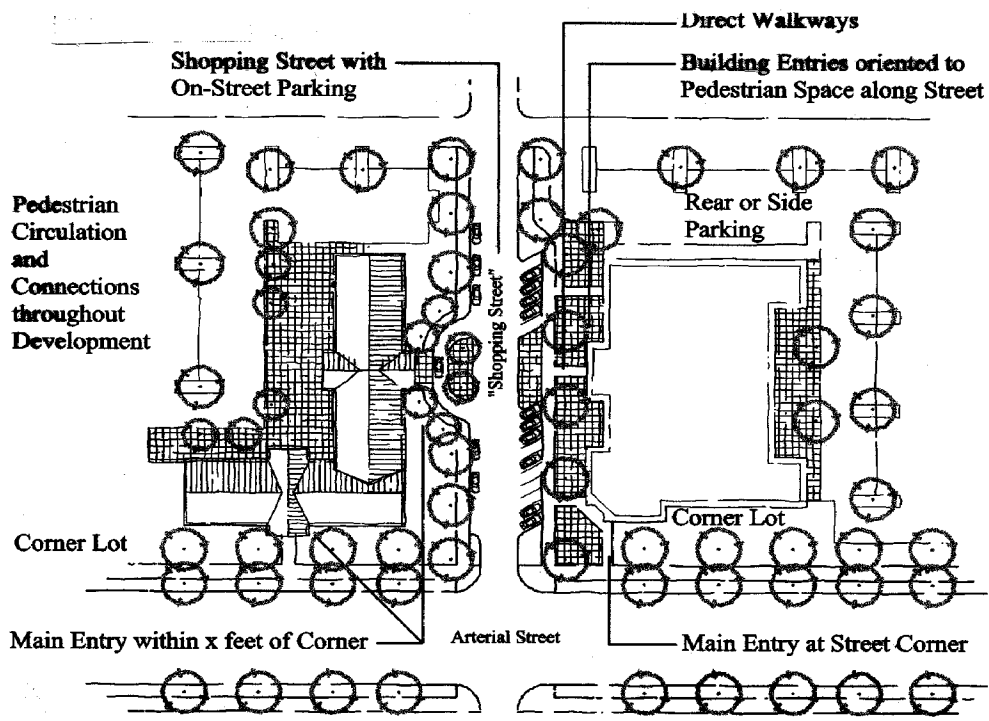 Direct Walkways
Shopping Street with
On-Street Parking
Building Entries oriented to
Pedestrian Space along Street
Pedestrian
Circulation
and
Connections
throughout
Development
Rear or Side
Parking
"Shopping Street"
Corner Lot
Corner Lot
Main Entry within x feet of Corner
Arterial Street
Main Entry at Street Corner